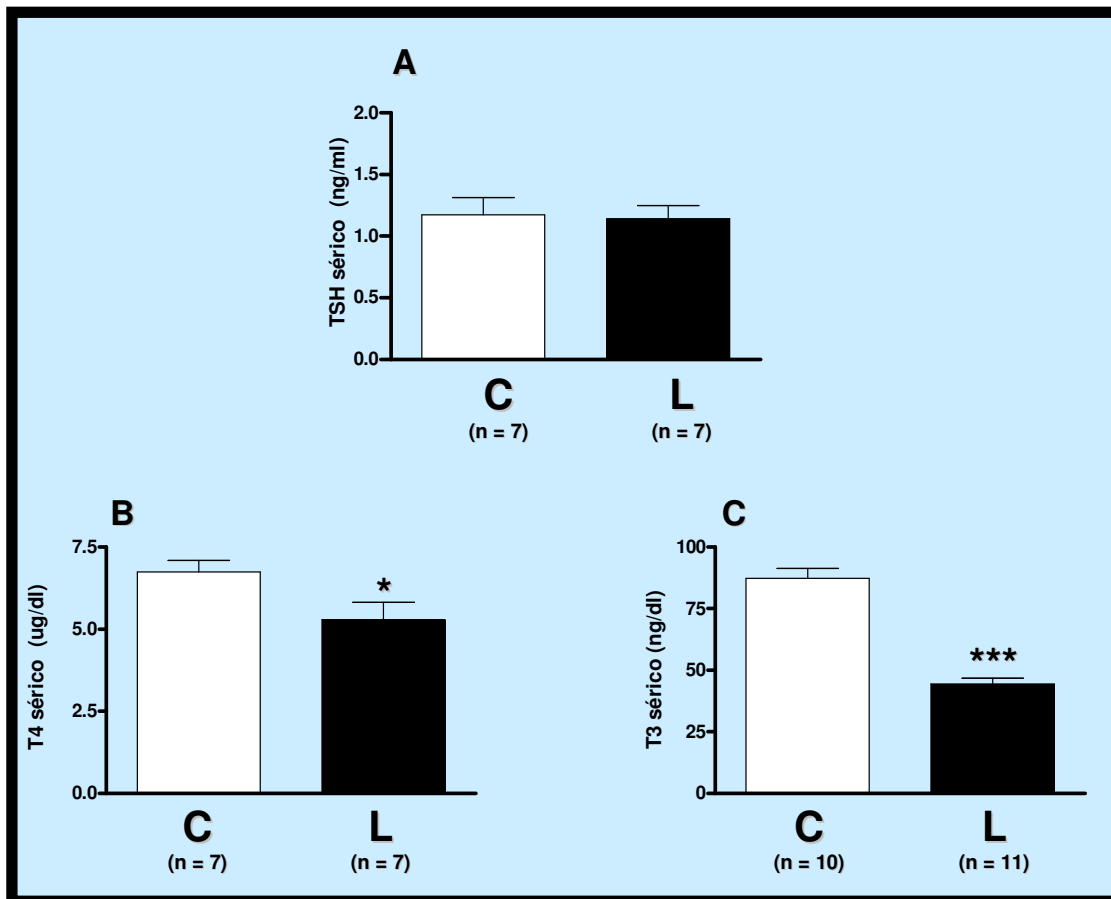 A
TSH sérico (ng/ml)
2.0
1.5
1.0
0.5
0.0
C
L
(n = 7)
(n = 7)
B
T4 sérico (ug/dl)
7.5
5.0
2.5
0.0
*
C
L
(n = 7)
(n = 7)
C
T3 sérico (ng/dl)
100
75
50
25
0
***
C
L
(n = 10)
(n = 11)